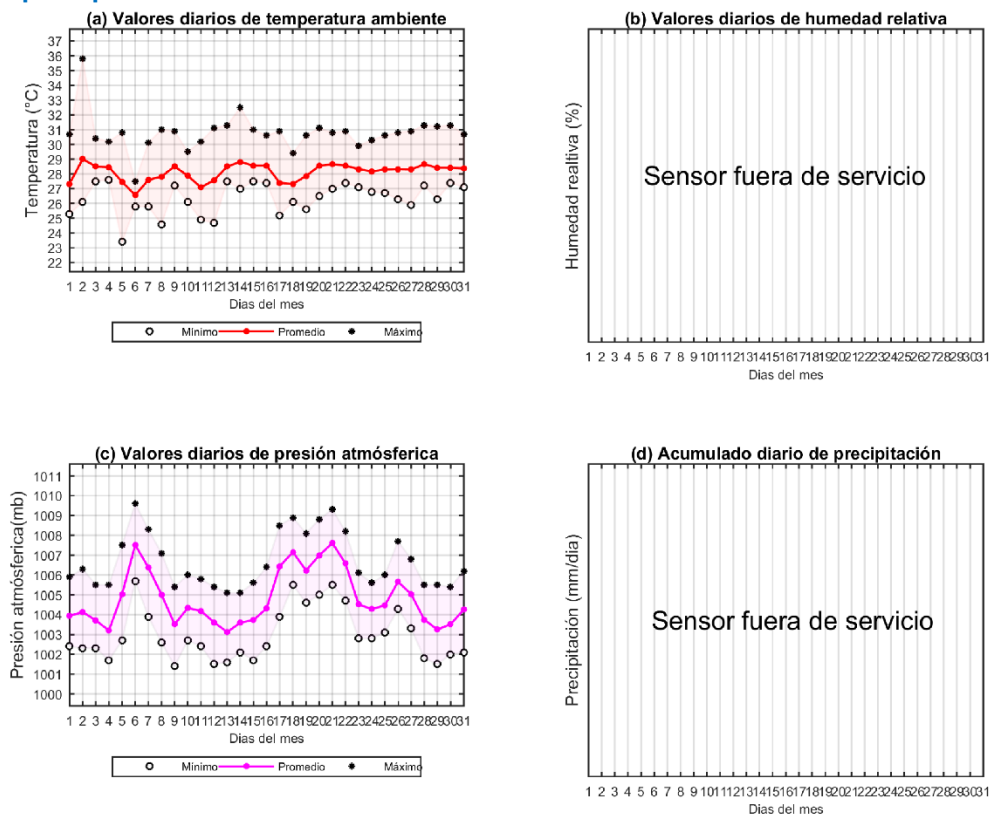 (a) Valores diarios de temperatura ambiente
37
36
35
34
33
32
31
30
29
28
27
26
25
24
23
22
Temperatura (°C)
1 2 3 4 5 6 7 8 9 10 11 12 13 14 15 16 17 18 19 20 21 22 23 24 25 26 27 28 29 30 31
Dias del mes
Mínimo Promedio Máximo
(b) Valores diarios de humedad relativa
Humedad realtiva (%)
Sensor fuera de servicio
1 2 3 4 5 6 7 8 9 10 11 12 13 14 15 16 17 18 19 20 21 22 23 24 25 26 27 28 29 30 31
Dias del mes
(c) Valores diarios de presión atmósferica
1011
1010
1009
1008
1007
1006
1005
1004
1003
1002
1001
1000
Presión atmósferica(mb)
1 2 3 4 5 6 7 8 9 10 11 12 13 14 15 16 17 18 19 20 21 22 23 24 25 26 27 28 29 30 31
Dias del mes
Mínimo Promedio Máximo
(d) Acumulado diario de precipitación
Precipitación (mm/dia)
Sensor fuera de servicio
1 2 3 4 5 6 7 8 9 10 11 12 13 14 15 16 17 18 19 20 21 22 23 24 25 26 27 28 29 30 31
Dias del mes